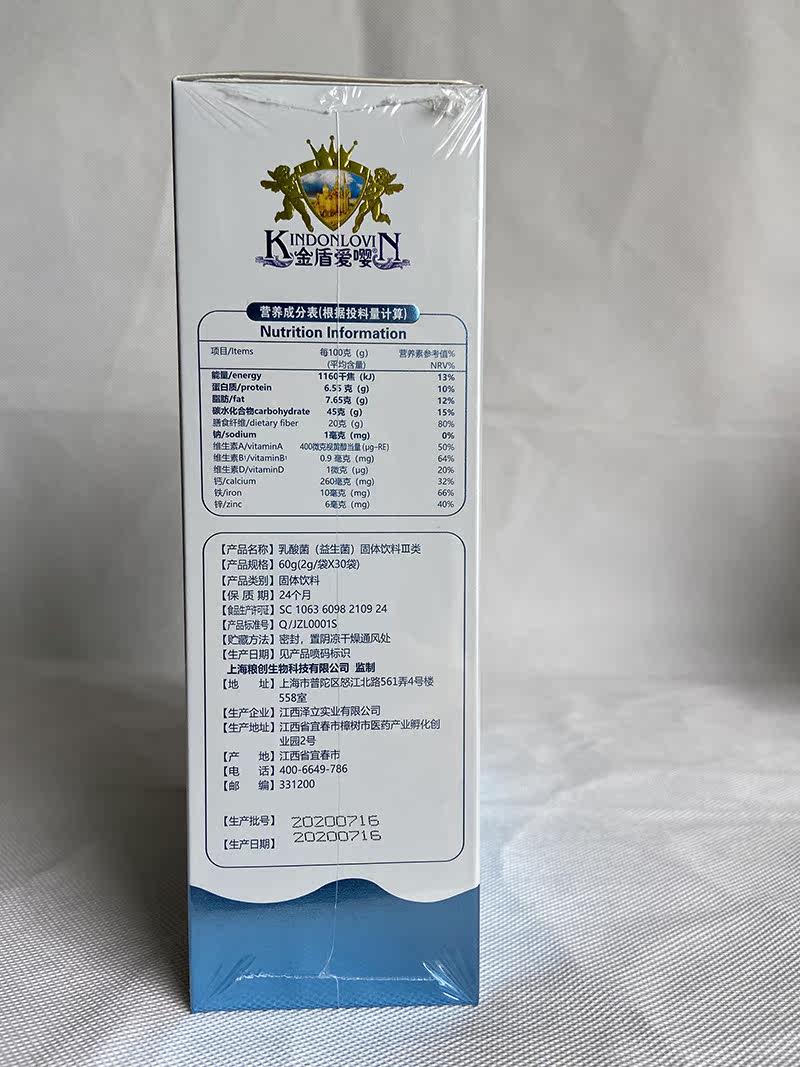 KINDONLOVIN
金盾爱嘤®
营养成分表(根据投料量计算)
Nutrition Information
项目/Items 每100克（g） 营养素参考值%
(平均含量) NRV%
能量/energy 1160千焦（kJ） 13%
蛋白质/protein 6.55 克（g） 10%
脂肪/fat 7.65克（g） 12%
碳水化合物carbohydrate 45克（g） 15%
膳食纤维/dietary fiber 20克（g） 80%
钠/sodium 1毫克（mg） 0%
维生素A/vitaminA 400微克视黄醇当量（μg-RE） 50%
维生素B₁/vitaminB₁ 0.9 毫克（mg） 64%
维生素D/vitaminD 1微克（μg） 20%
钙/calcium 260毫克（mg） 32%
铁/iron 10毫克（mg） 66%
锌/zinc 6毫克（mg） 40%
【产品名称】乳酸菌（益生菌）固体饮料III类
【产品规格】60g(2g/袋X30袋)
【产品类别】固体饮料
【保 质 期】24个月
【食品生产许可证】SC 1063 6098 2109 24
【产品标准号】Q/JZL0001S
【贮藏方法】密封，置阴凉干燥通风处
【生产日期】见产品喷码标识
上海粮创生物科技有限公司 监制
【地 址】上海市普陀区怒江北路561弄4号楼
558室
【生产企业】江西泽立实业有限公司
【生产地址】江西省宜春市樟树市医药产业孵化创
业园2号
【产 地】江西省宜春市
【电 话】400-6649-786
【邮 编】331200
【生产批号】 20200716
【生产日期】 20200716